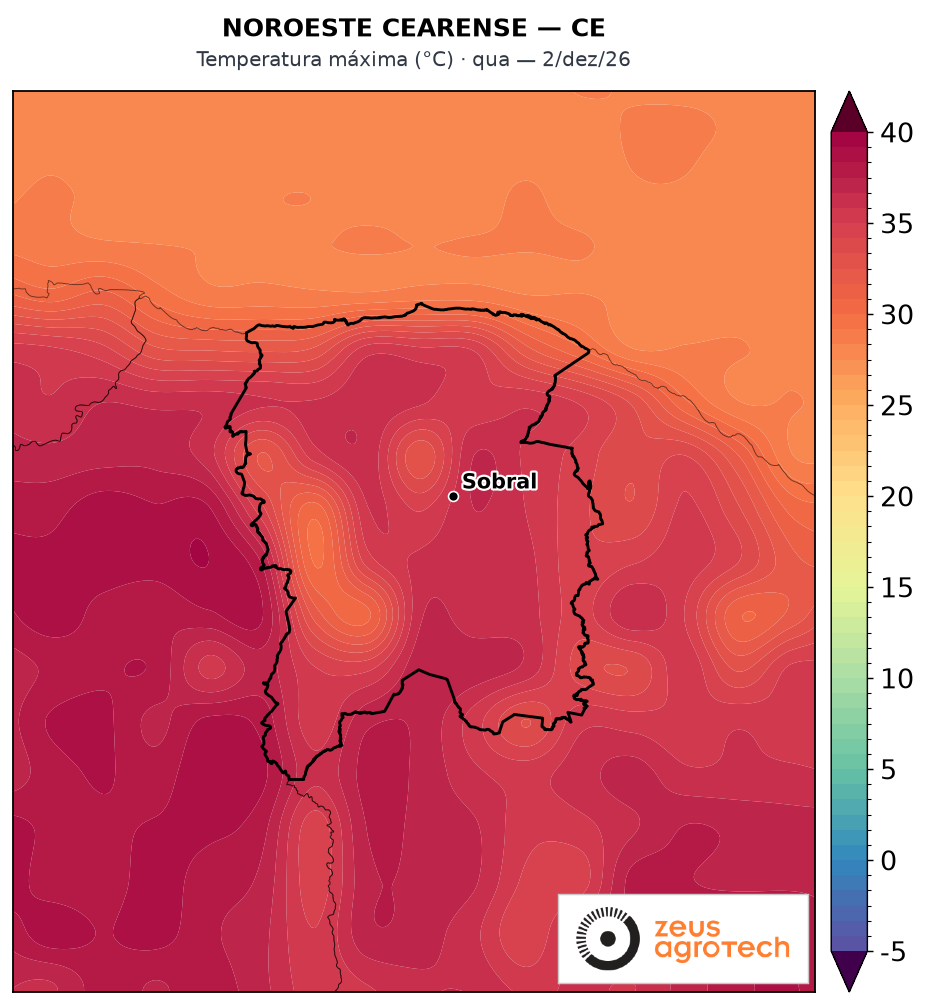 NOROESTE CEARENSE — CE
Temperatura máxima (°C) · qua — 2/dez/26
40
35
30
25
20
15
10
5
0
-5
Sobral
zeus
agrotech